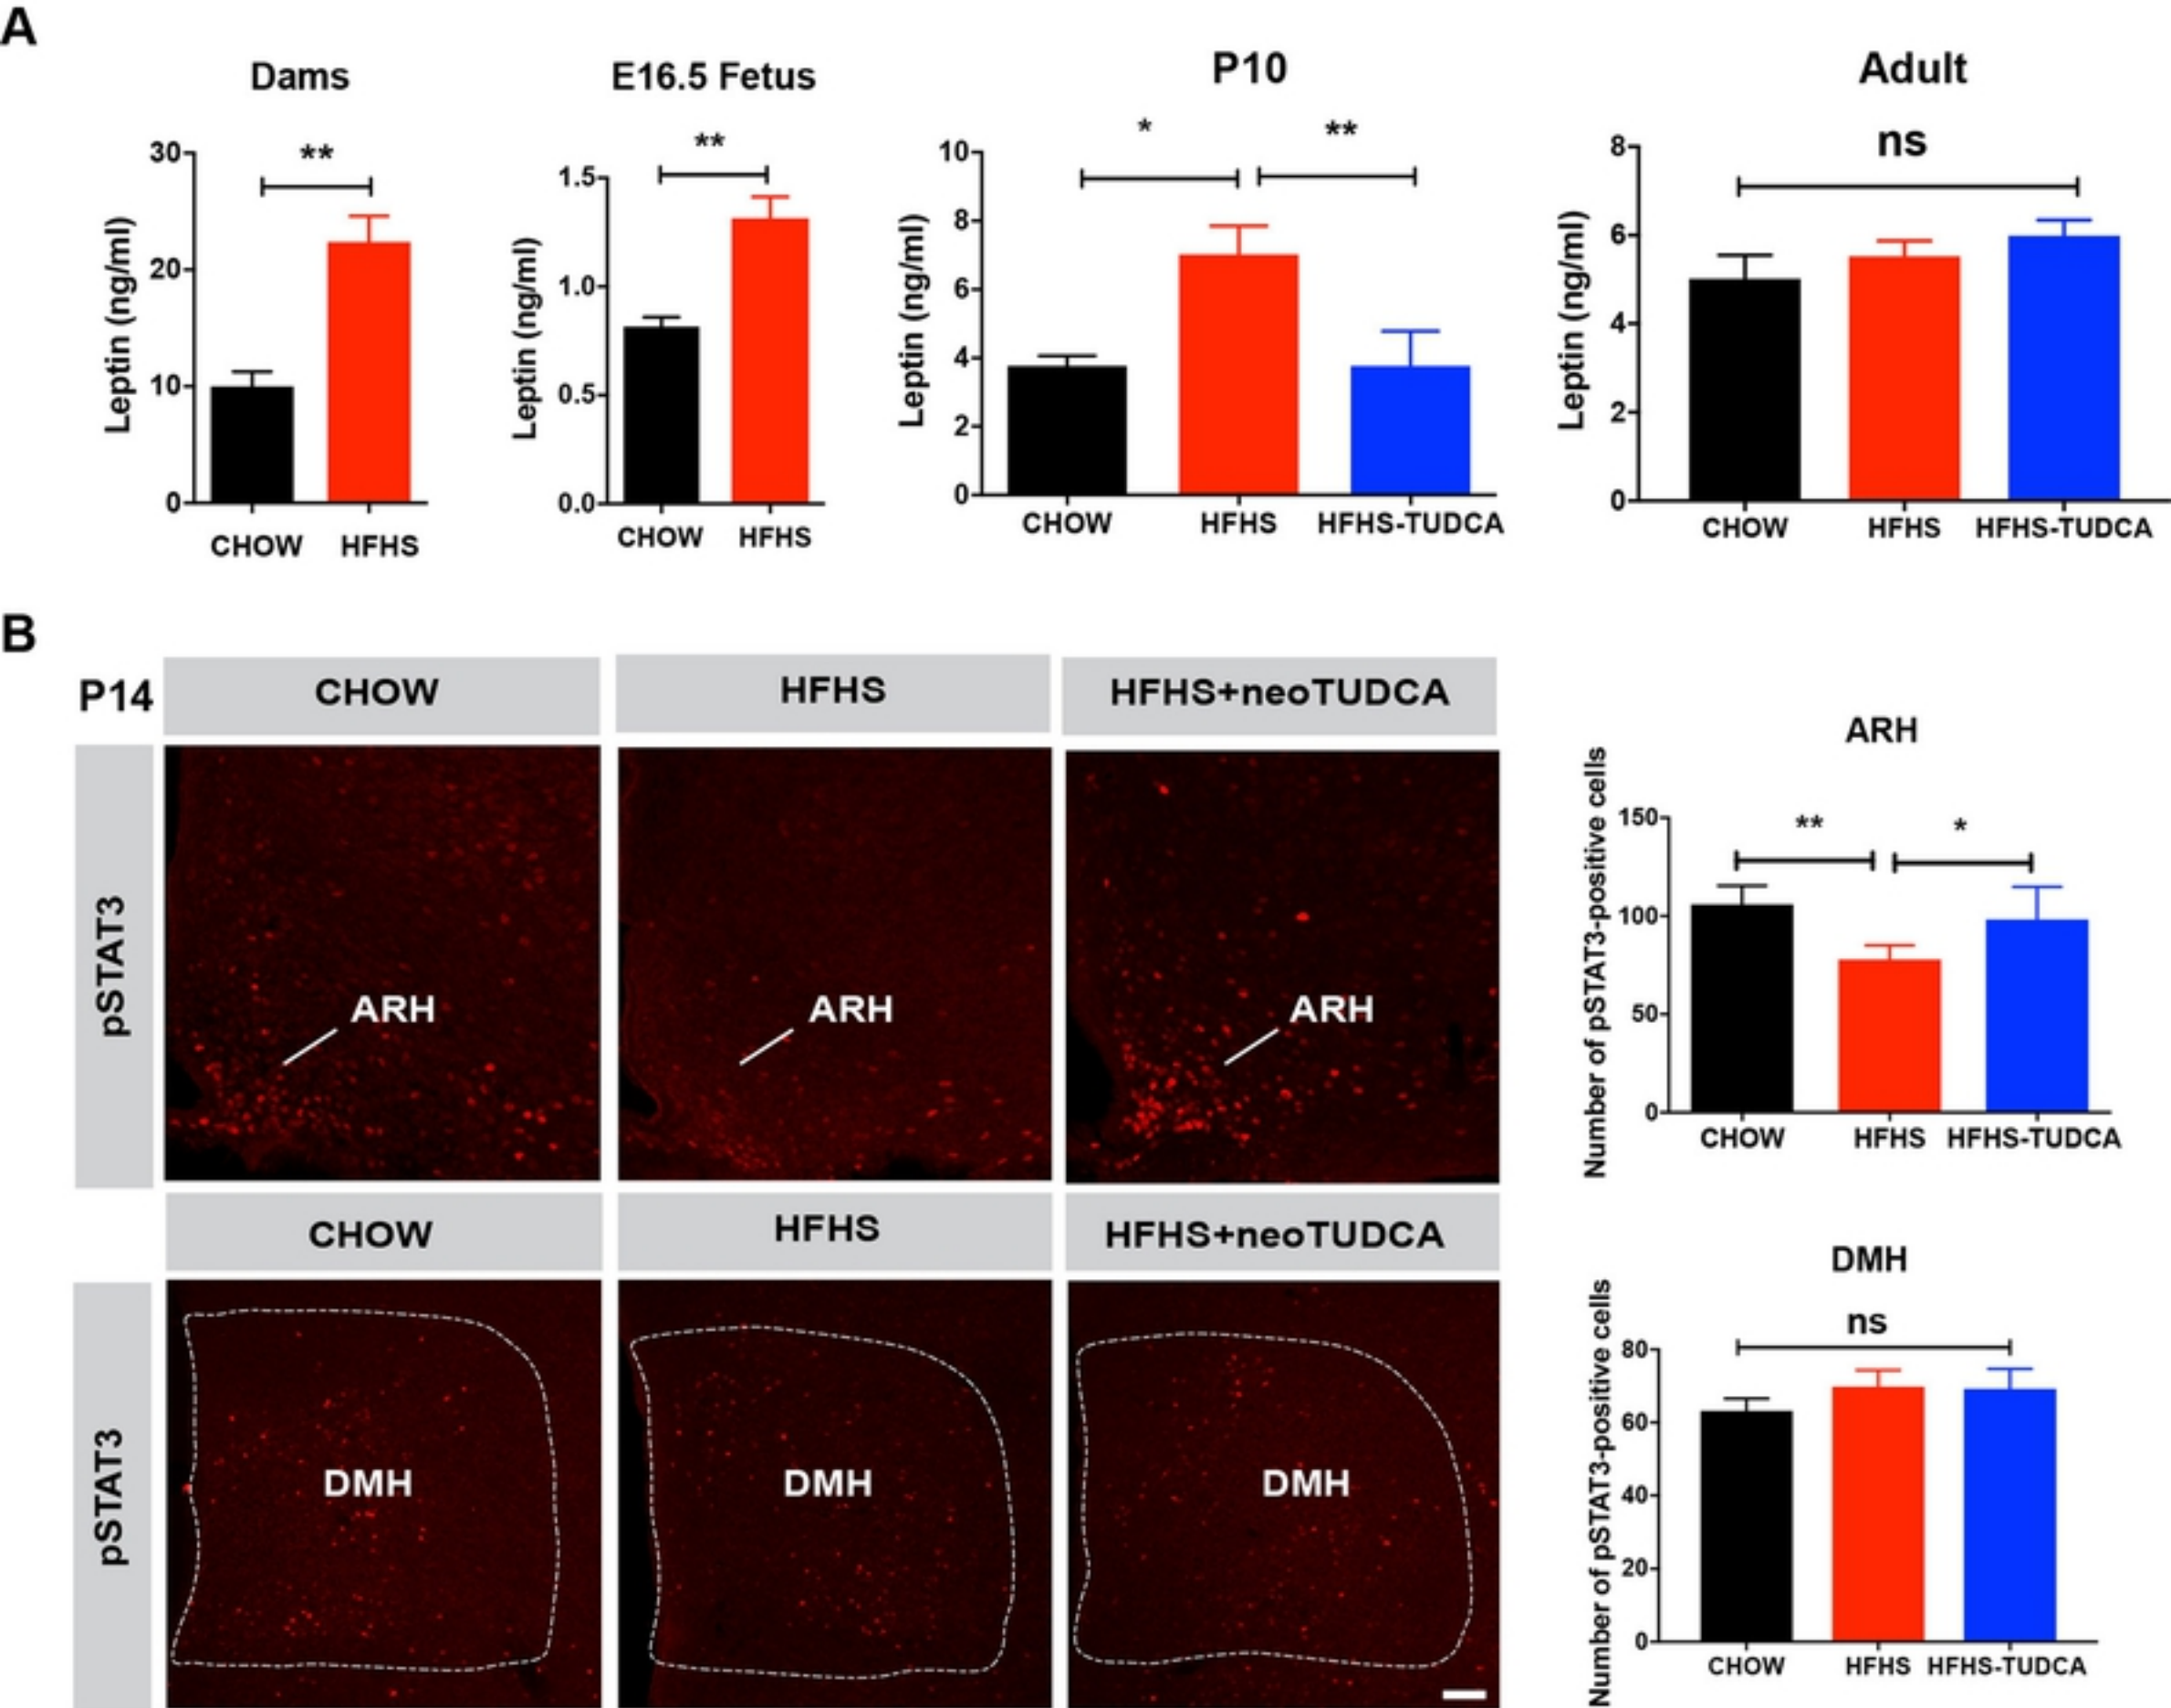 A
Dams
**
30
20
10
0
Leptin (ng/ml)
CHOW HFHS
E16.5 Fetus
**
1.5
1.0
0.5
0.0
Leptin (ng/ml)
CHOW HFHS
P10
* **
10
8
6
4
2
0
Leptin (ng/ml)
CHOW HFHS HFHS-TUDCA
Adult
ns
8
6
4
2
0
Leptin (ng/ml)
CHOW HFHS HFHS-TUDCA
B
P14 CHOW HFHS HFHS+neoTUDCA
pSTAT3
ARH ARH ARH
ARH
** *
150
100
50
0
Number of pSTAT3-positive cells
CHOW HFHS HFHS-TUDCA
CHOW HFHS HFHS+neoTUDCA
pSTAT3
DMH DMH DMH
DMH
ns
80
60
40
20
0
Number of pSTAT3-positive cells
CHOW HFHS HFHS-TUDCA